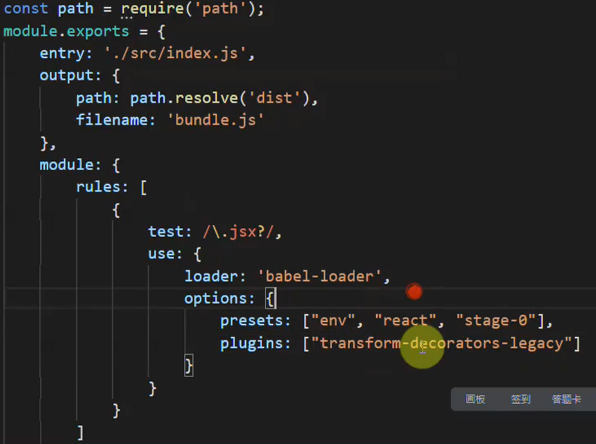 const path = require('path');
module.exports = {
entry: './src/index.js',
output: {
path: path.resolve('dist'),
filename: 'bundle.js'
},
module: {
rules: [
{
test: /\.jsx?/,
use: {
loader: 'babel-loader',
options: {
presets: ["env", "react", "stage-0"],
plugins: ["transform-decorators-legacy"]
}
}
}
]
画板 签到 答题卡